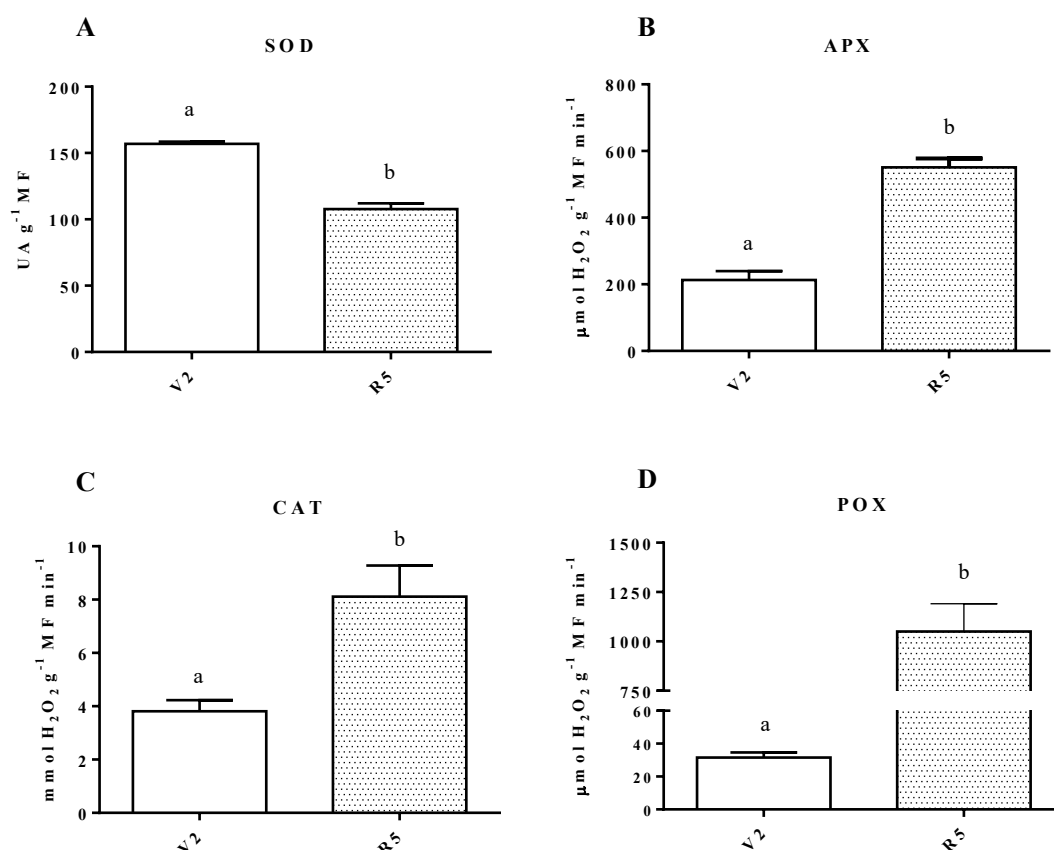 A
SOD
UA g⁻¹ MF
200
150
100
50
0
a
b
V2
R5
B
APX
µmol H₂O₂ g⁻¹ MF min⁻¹
800
600
400
200
0
a
b
V2
R5
C
CAT
mmol H₂O₂ g⁻¹ MF min⁻¹
10
8
6
4
2
0
a
b
V2
R5
D
POX
µmol H₂O₂ g⁻¹ MF min⁻¹
1500
1250
1000
750
60
40
20
0
a
b
V2
R5